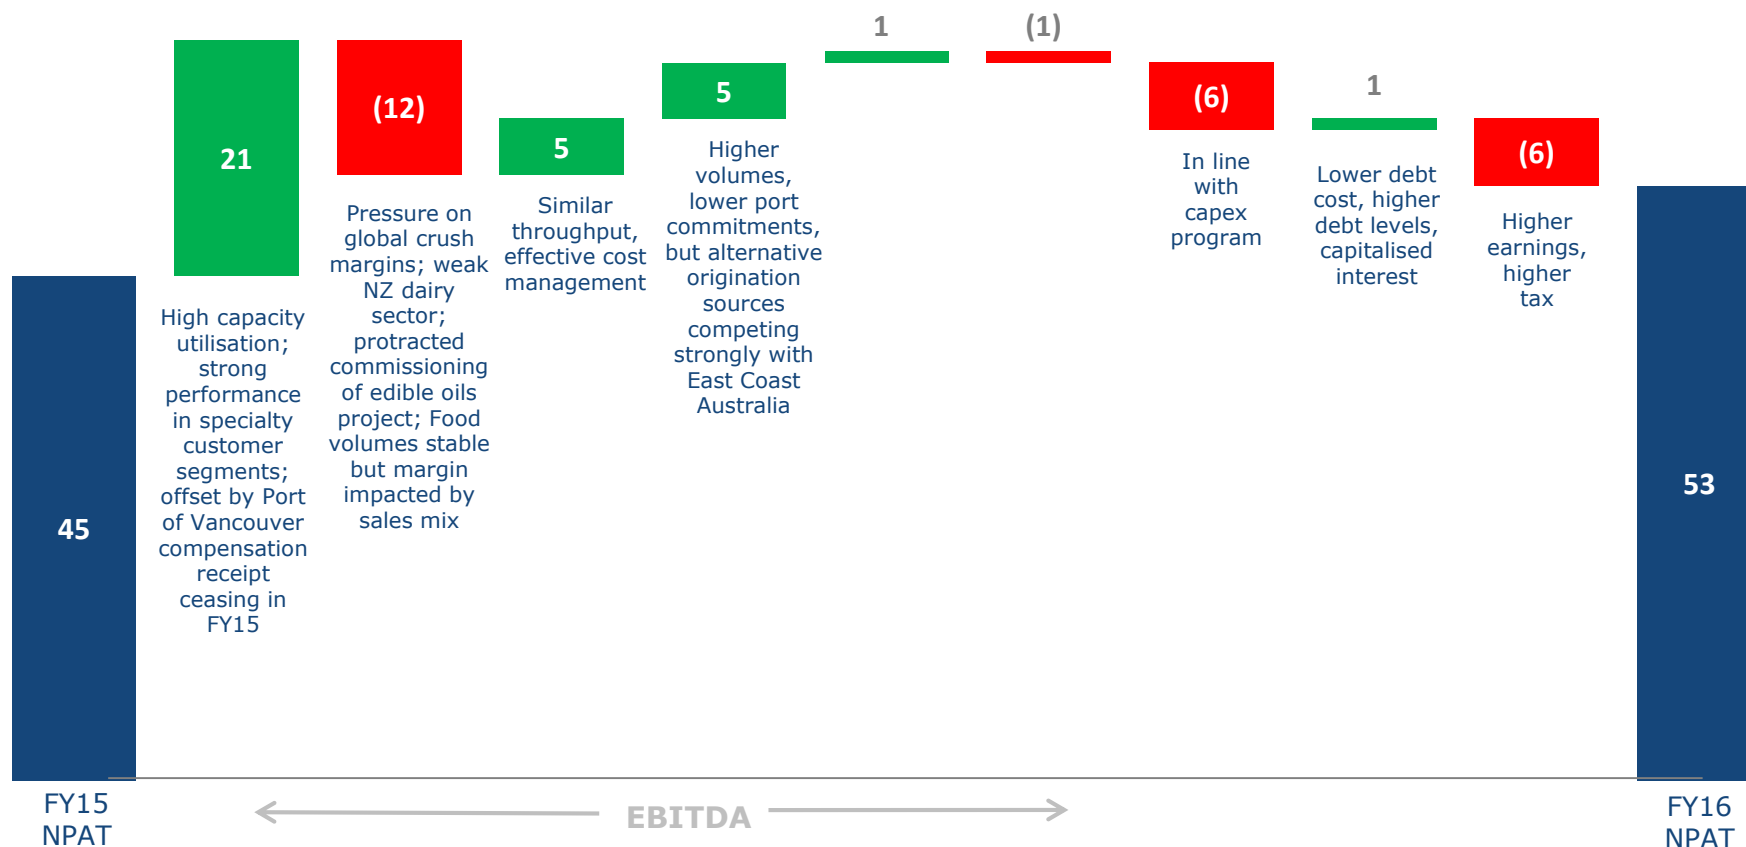 45
FY15
NPAT
21
High capacity
utilisation;
strong
performance
in specialty
customer
segments;
offset by Port
of Vancouver
compensation
receipt
ceasing in
FY15
(12)
Pressure on
global crush
margins; weak
NZ dairy
sector;
protracted
commissioning
of edible oils
project; Food
volumes stable
but margin
impacted by
sales mix
5
Similar
throughput,
effective cost
management
5
Higher
volumes,
lower port
commitments,
but alternative
origination
sources
competing
strongly with
East Coast
Australia
1
(1)
EBITDA
(6)
In line
with
capex
program
1
Lower debt
cost, higher
debt levels,
capitalised
interest
(6)
Higher
earnings,
higher
tax
53
FY16
NPAT